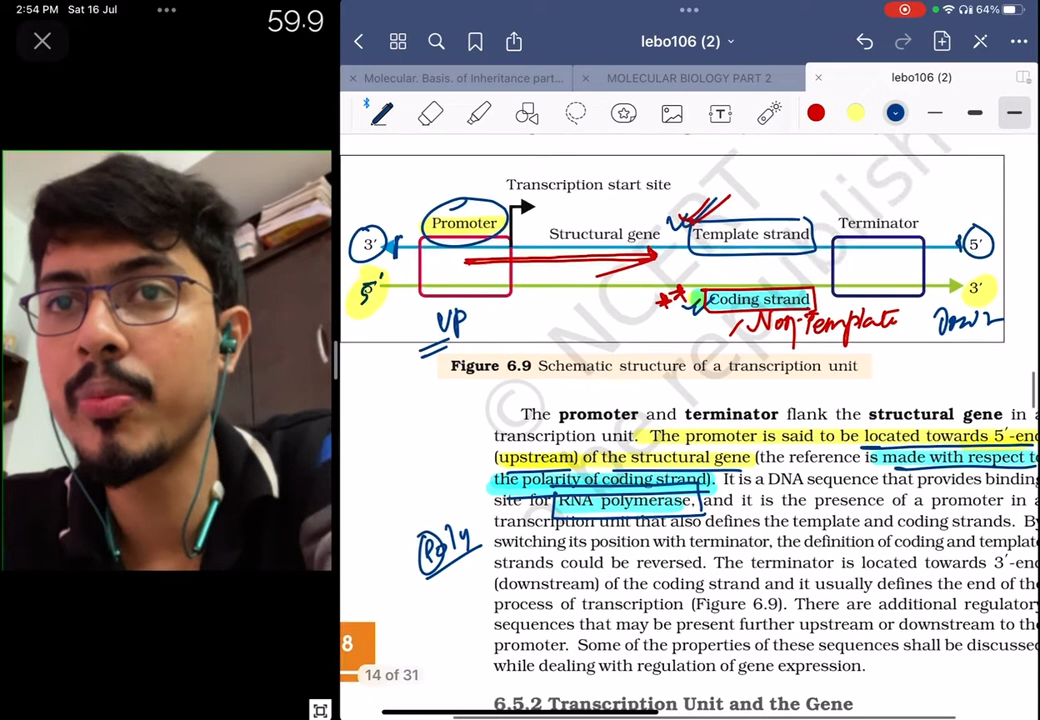 2:54 PM Sat 16 Jul
59.9
64%
lebo106 (2)
Molecular. Basis. of Inheritance part...
MOLECULAR BIOLOGY PART 2
lebo106 (2)
Transcription start site
Promoter
Structural gene
Template strand
Terminator
3′
5′
5′
Coding strand
3′
UP
Non-Template
Figure 6.9 Schematic structure of a transcription unit
© NCERT
republish
The promoter and terminator flank the structural gene in a
transcription unit. The promoter is said to be located towards 5′-end
(upstream) of the structural gene (the reference is made with respect to
the polarity of coding strand). It is a DNA sequence that provides binding
site for RNA polymerase, and it is the presence of a promoter in a
transcription unit that also defines the template and coding strands. By
switching its position with terminator, the definition of coding and template
strands could be reversed. The terminator is located towards 3′-end
(downstream) of the coding strand and it usually defines the end of the
process of transcription (Figure 6.9). There are additional regulatory
sequences that may be present further upstream or downstream to the
promoter. Some of the properties of these sequences shall be discussed
while dealing with regulation of gene expression.
Poly
8
14 of 31
6.5.2 Transcription Unit and the Gene